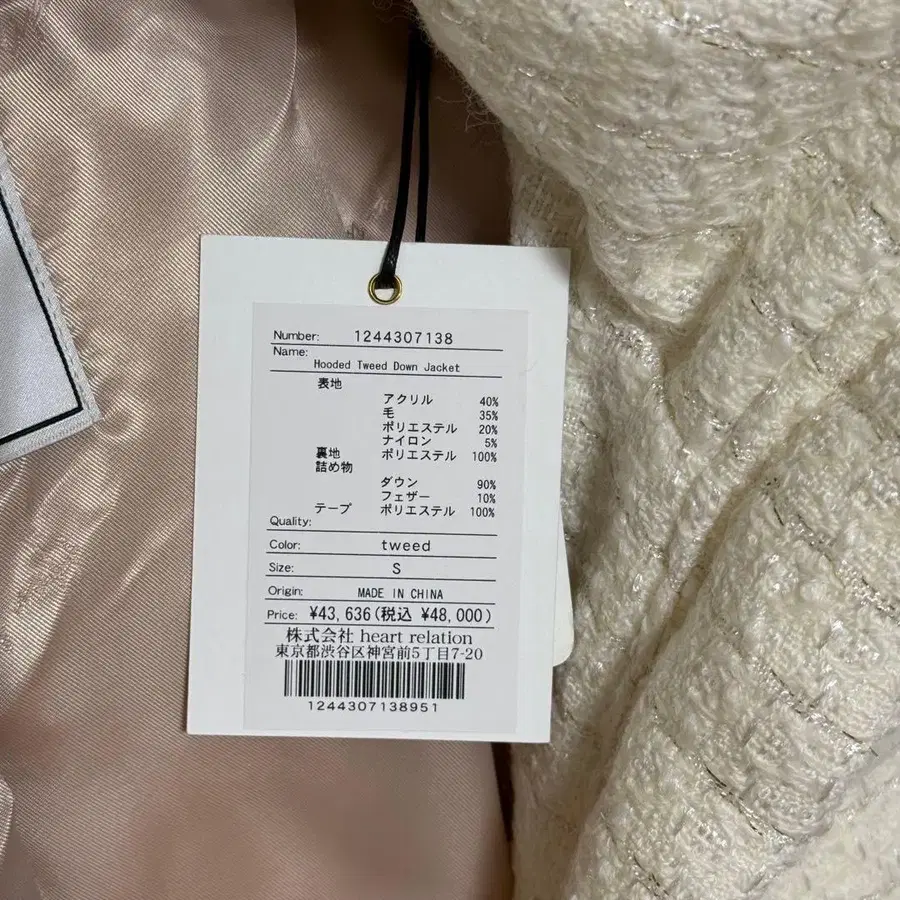 Number: 1244307138
Name:
Hooded Tweed Down Jacket
表地
アクリル 40%
毛 35%
ポリエステル 20%
ナイロン 5%
裏地 ポリエステル 100%
詰め物
ダウン 90%
フェザー 10%
テープ ポリエステル 100%
Quality:
Color: tweed
Size: S
Origin: MADE IN CHINA
Price: ¥43,636(税込 ¥48,000)
株式会社 heart relation
東京都渋谷区神宮前5丁目7-20
1244307138951